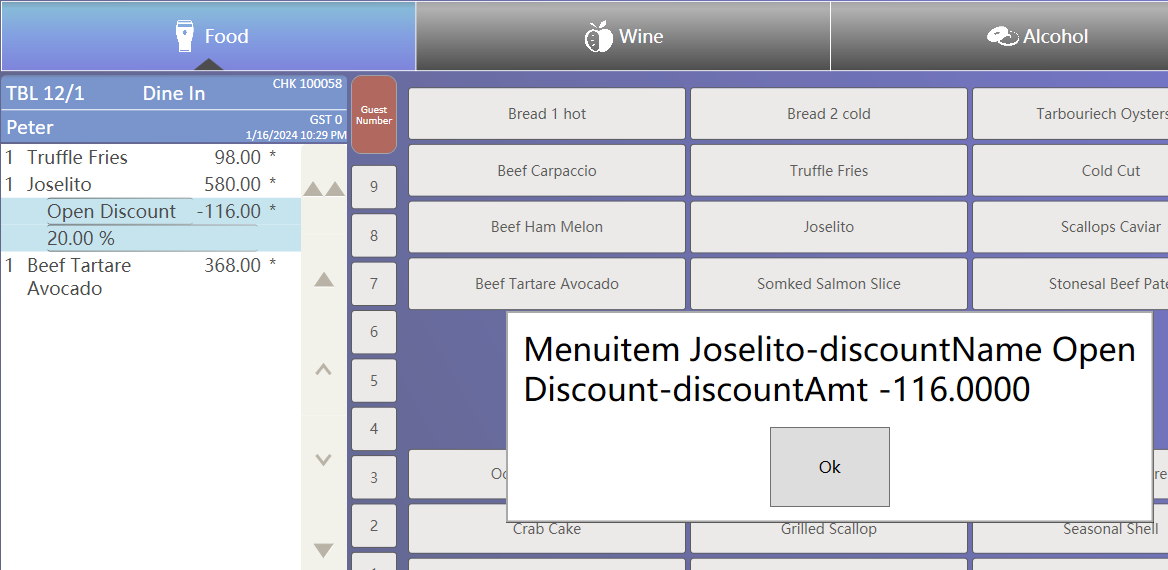 Food
Wine
Alcohol
TBL 12/1 Dine In CHK 100058
Peter GST 0
1/16/2024 10:29 PM
1 Truffle Fries 98.00 *
1 Joselito 580.00 *
Open Discount -116.00 *
20.00 %
1 Beef Tartare 368.00 *
Avocado
Guest
Number
9
8
7
6
5
4
3
2
Bread 1 hot
Bread 2 cold
Tarbouriech Oysters
Beef Carpaccio
Truffle Fries
Cold Cut
Beef Ham Melon
Joselito
Scallops Caviar
Beef Tartare Avocado
Somked Salmon Slice
Stonesal Beef Pate
Menuitem Joselito-discountName Open
Discount-discountAmt -116.0000
Ok
Crab Cake
Grilled Scallop
Seasonal Shell